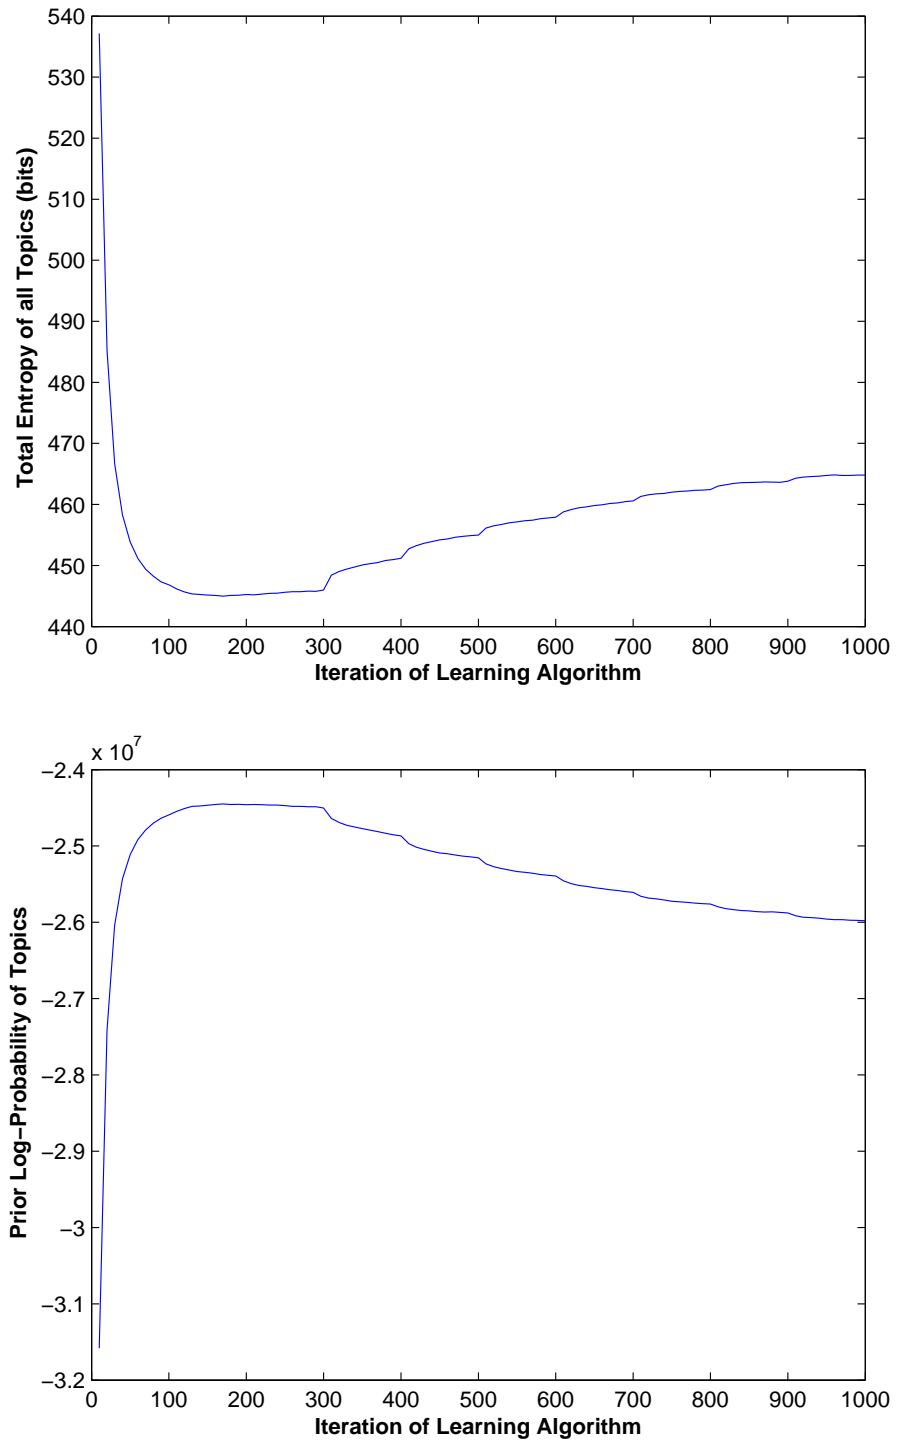 540
530
520
510
500
490
480
470
460
450
440
Total Entropy of all Topics (bits)
0 100 200 300 400 500 600 700 800 900 1000
Iteration of Learning Algorithm
x 10^7
−2.4
−2.5
−2.6
−2.7
−2.8
−2.9
−3
−3.1
−3.2
Prior Log−Probability of Topics
0 100 200 300 400 500 600 700 800 900 1000
Iteration of Learning Algorithm